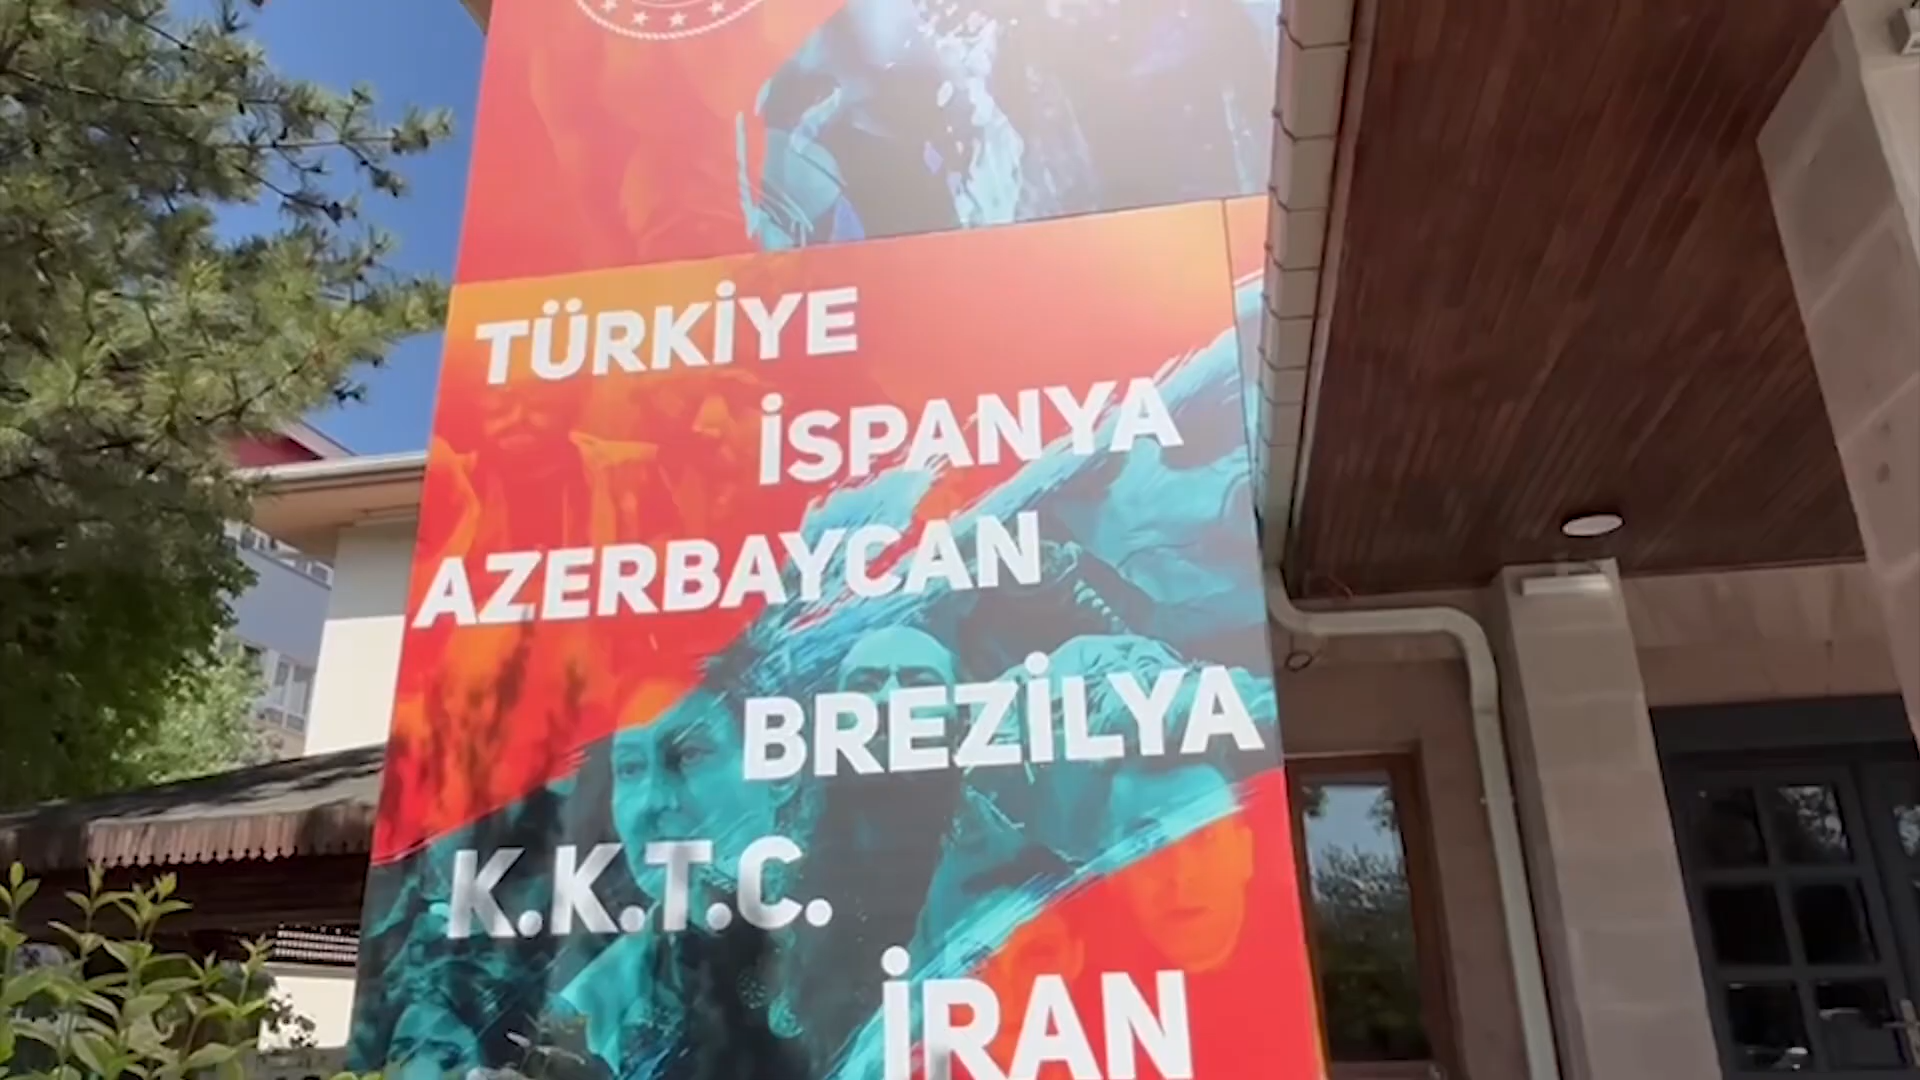 TÜRKİYE
İSPANYA
AZERBAYCAN
BREZİLYA
K.K.T.C.
İRAN